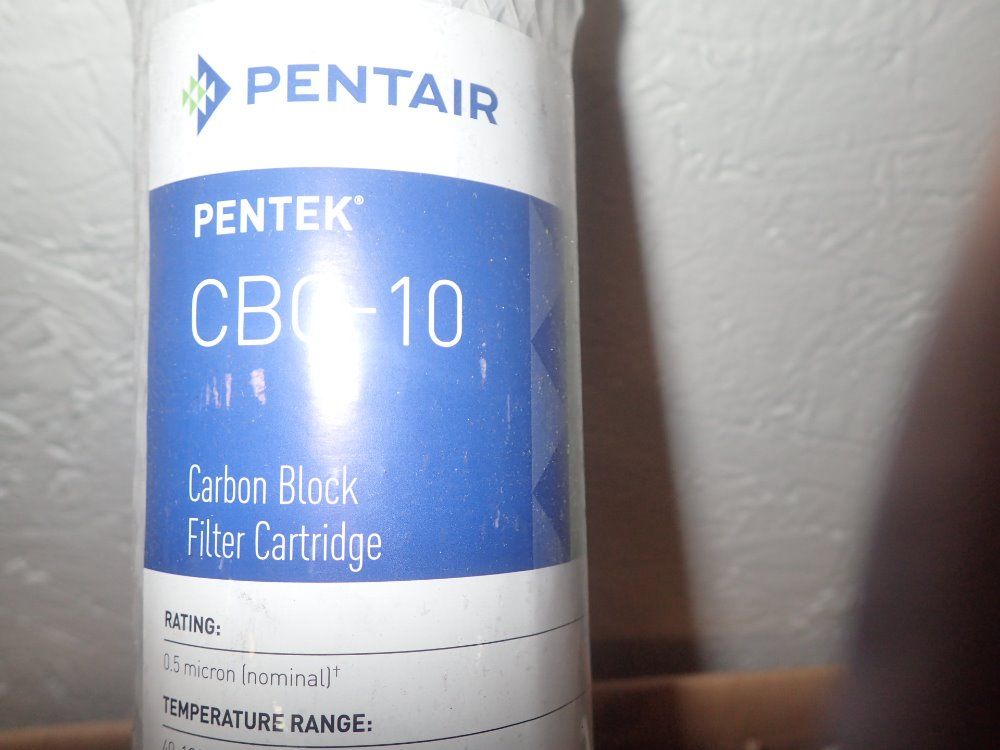 PENTAIR
PENTEK®
CBC-10
Carbon Block
Filter Cartridge
RATING:
0.5 micron (nominal)†
TEMPERATURE RANGE: